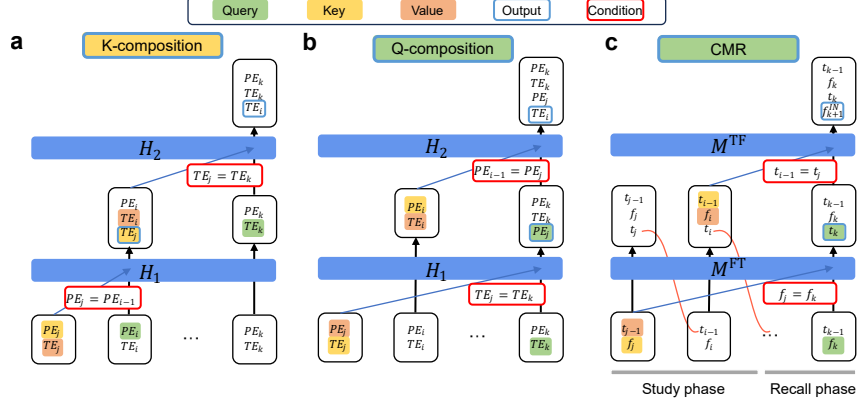 Query Key Value Output Condition
a K-composition
PE_k
TE_k
TE_i
H_2
TE_j = TE_k
PE_i
TE_i
TE_j
PE_k
TE_k
H_1
PE_j = PE_{i−1}
PE_j
TE_j
PE_i
TE_i
...
PE_k
TE_k
b Q-composition
PE_k
TE_k
PE_j
TE_i
H_2
PE_{i−1} = PE_j
PE_i
TE_i
PE_k
TE_k
PE_j
H_1
TE_j = TE_k
PE_j
TE_j
PE_i
TE_i
...
PE_k
TE_k
c CMR
t_{k−1}
f_k
t_k
f^{IN}_{k+1}
M^{TF}
t_{i−1} = t_j
t_{j−1}
f_j
t_j
t_{i−1}
f_i
t_i
t_{k−1}
f_k
t_k
M^{FT}
f_j = f_k
t_{j−1}
f_j
t_{i−1}
f_i
...
t_{k−1}
f_k
Study phase Recall phase